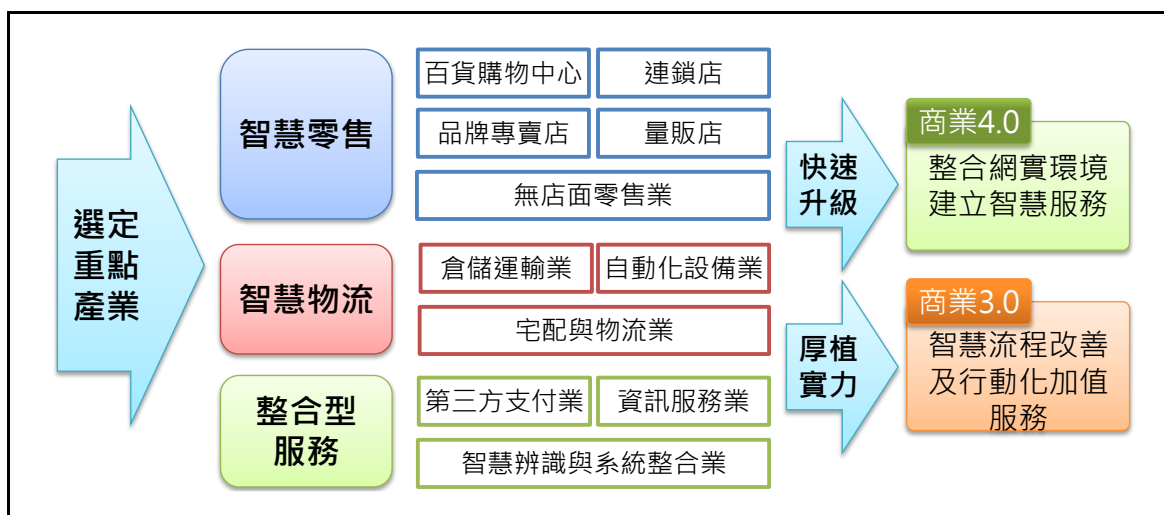 選定
重點
產業
智慧零售
百貨購物中心
連鎖店
品牌專賣店
量販店
無店面零售業
智慧物流
倉儲運輸業
自動化設備業
宅配與物流業
整合型
服務
第三方支付業
資訊服務業
智慧辨識與系統整合業
快速
升級
商業4.0
整合網實環境
建立智慧服務
厚植
實力
商業3.0
智慧流程改善
及行動化加值
服務